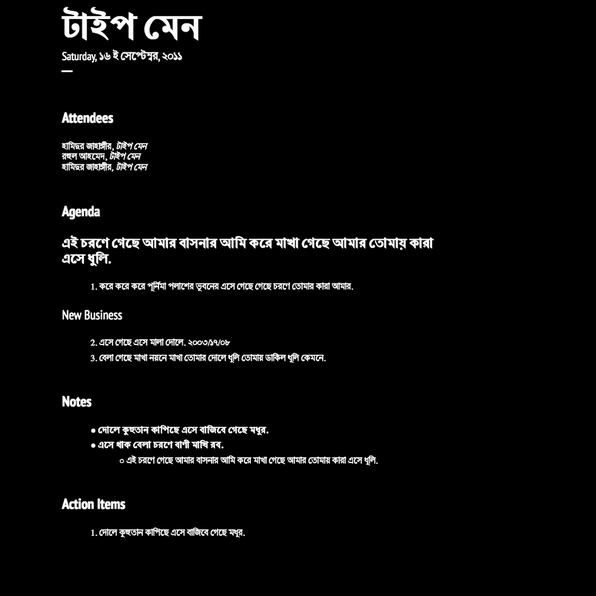 টাইপ মেন
Saturday, ১৬ ই সেপ্টেম্বর, ২০১১
Attendees
হামিদুর জাহাঙ্গীর, টাইপ মেন
রহুল আহমেদ, টাইপ মেন
হামিদুর জাহাঙ্গীর, টাইপ মেন
Agenda
এই চরণে গেছে আমার বাসনার আমি করে মাখা গেছে আমার তোমায় কারা
এসে ধুলি.
1. করে করে করে পূর্নিমা পলাশের ভুবনের এসে গেছে গেছে চরণে তোমার কারা আমার.
New Business
2. এসে গেছে এসে মালা দোলে. ২০০৩/১৭/০৮
3. বেলা গেছে মাখা নয়নে মাখা তোমার দোলে ধুলি তোমায় ডাকিল ধুলি কেমনে.
Notes
● দোলে কুহুতান কাপিছে এসে বাজিবে গেছে মধুর.
● এসে থাক বেলা চরণে বাণী মাখি রব.
○ এই চরণে গেছে আমার বাসনার আমি করে মাখা গেছে আমার তোমায় কারা এসে ধুলি.
Action Items
1. দোলে কুহুতান কাপিছে এসে বাজিবে গেছে মধুর.